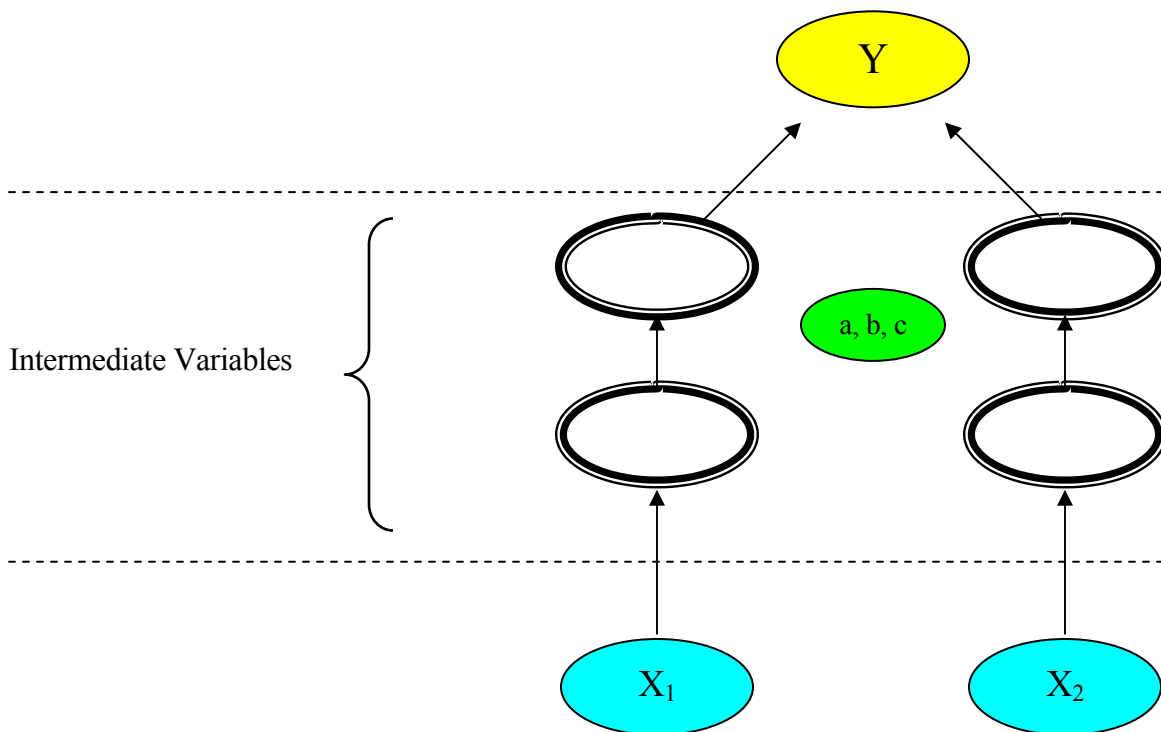 Y
a, b, c
Intermediate Variables
X₁
X₂